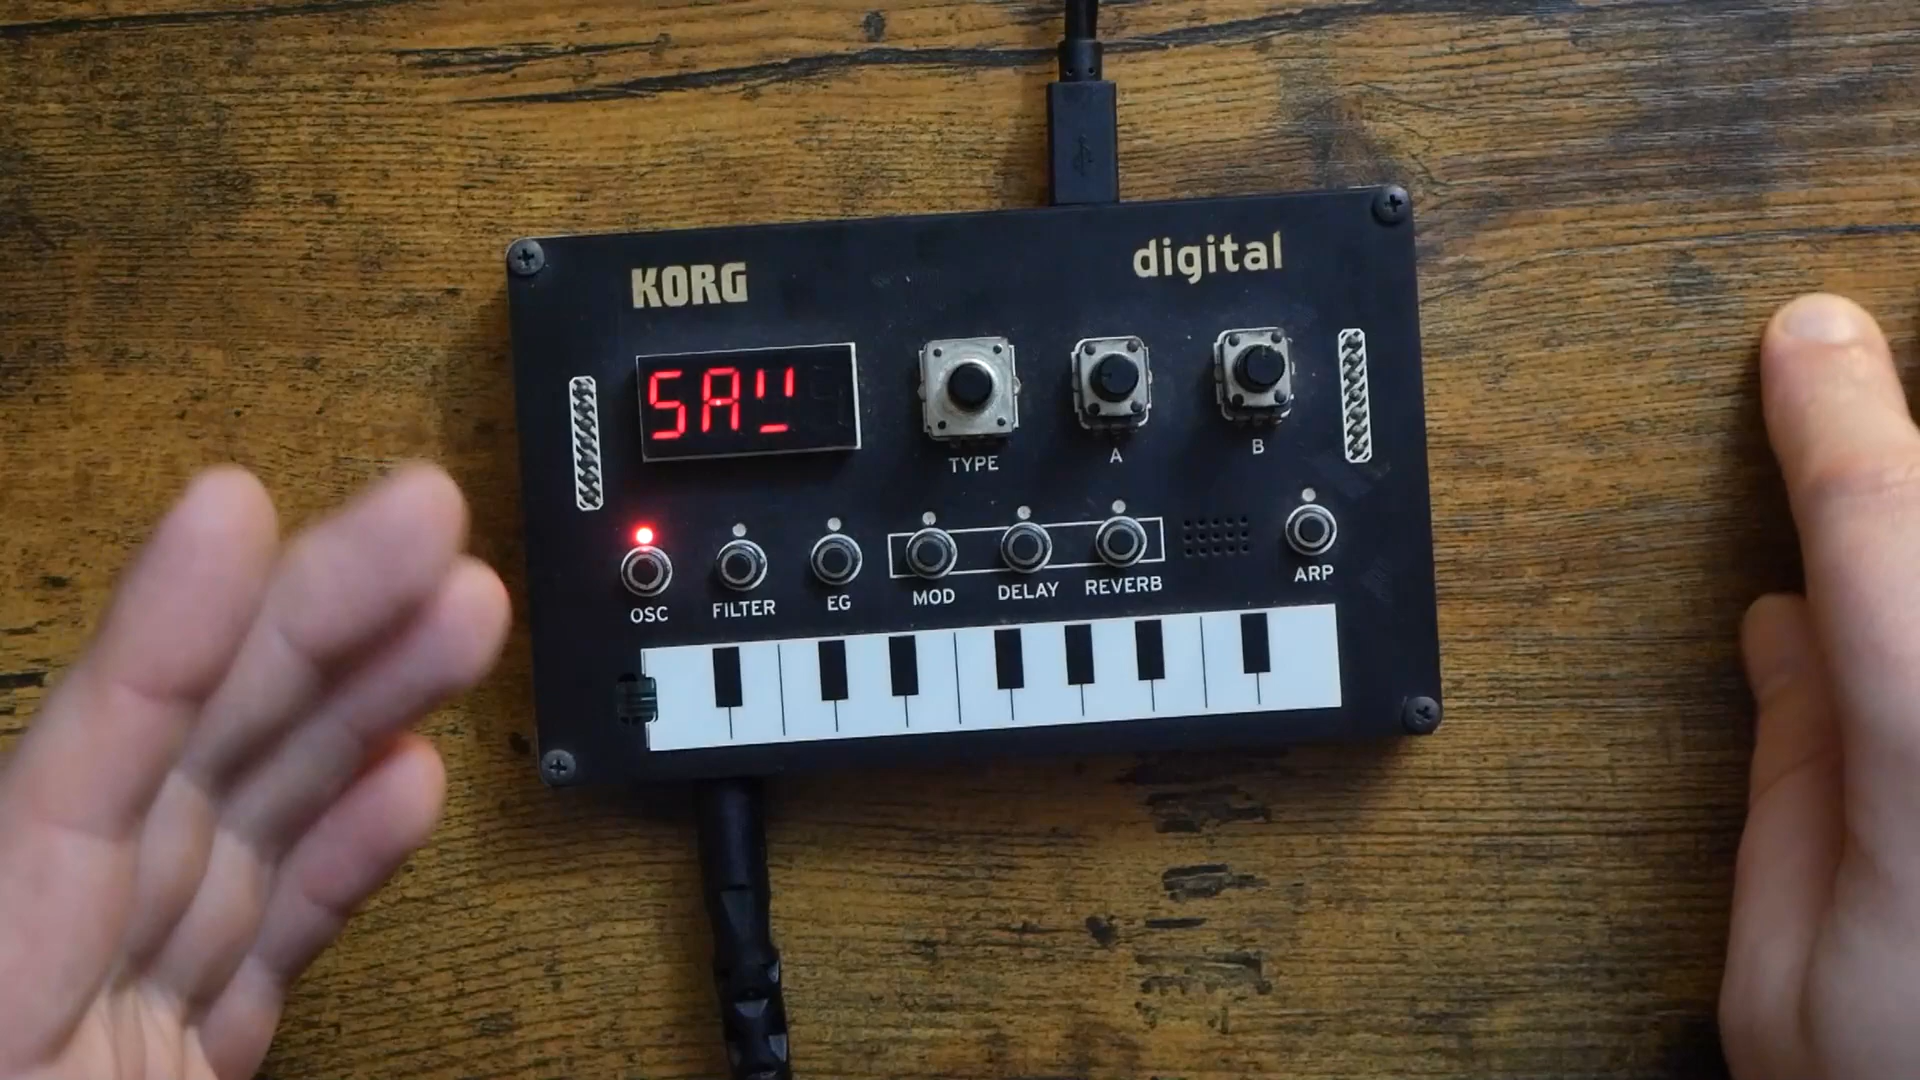 KORG
digital
SAW
TYPE
A
B
OSC
FILTER
EG
MOD
DELAY
REVERB
ARP